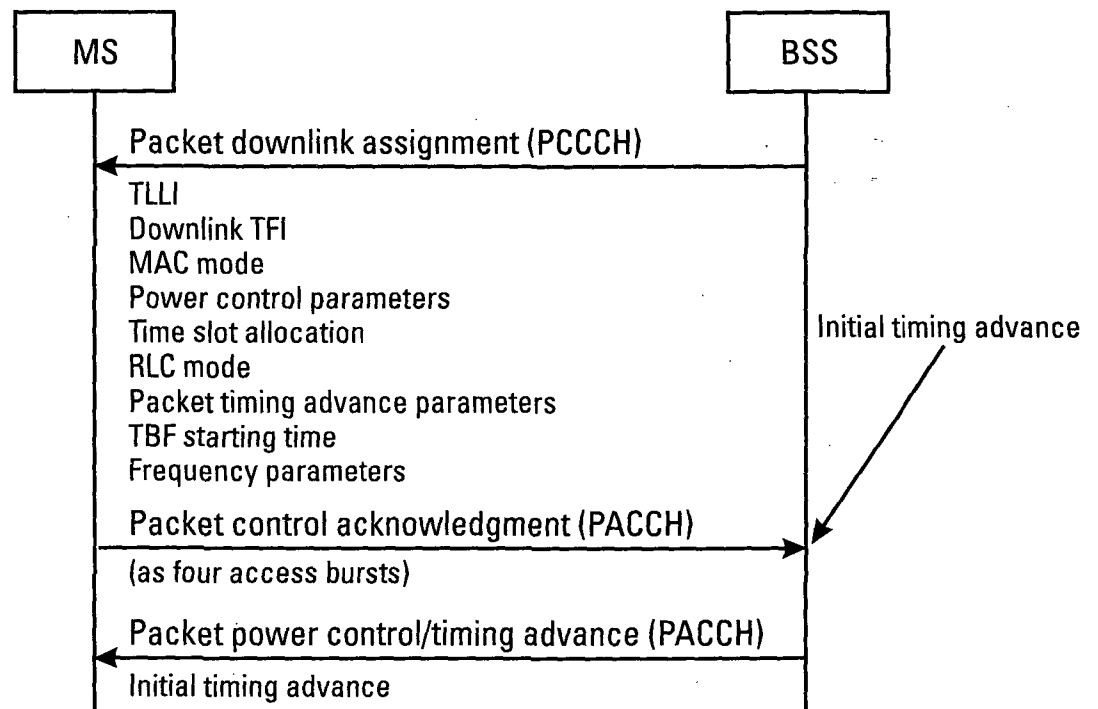 MS
BSS
Packet downlink assignment (PCCCH)
TLLI
Downlink TFI
MAC mode
Power control parameters
Time slot allocation
RLC mode
Packet timing advance parameters
TBF starting time
Frequency parameters
Initial timing advance
Packet control acknowledgment (PACCH)
(as four access bursts)
Packet power control/timing advance (PACCH)
Initial timing advance